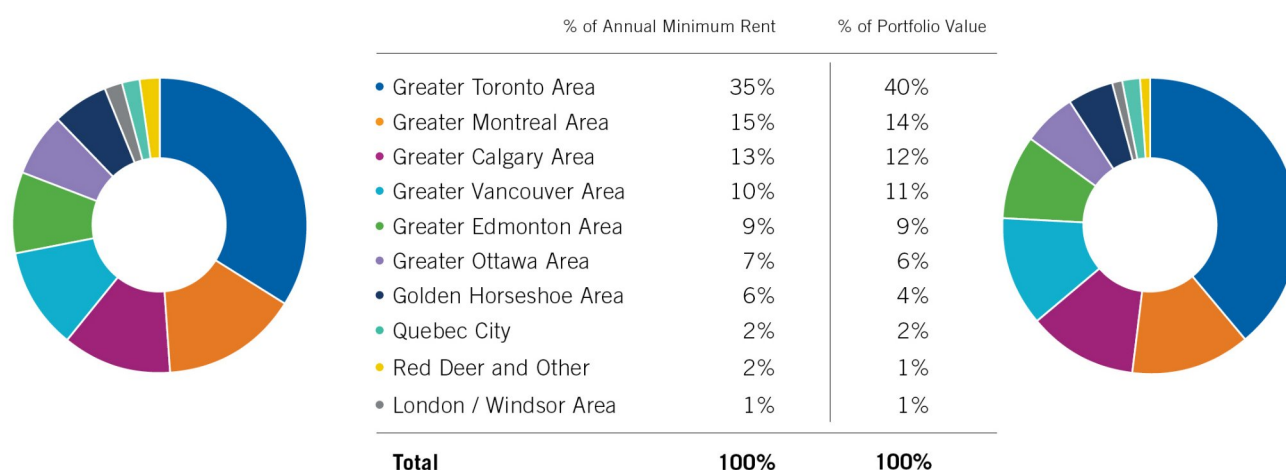 % of Annual Minimum Rent % of Portfolio Value
Greater Toronto Area 35% 40%
Greater Montreal Area 15% 14%
Greater Calgary Area 13% 12%
Greater Vancouver Area 10% 11%
Greater Edmonton Area 9% 9%
Greater Ottawa Area 7% 6%
Golden Horseshoe Area 6% 4%
Quebec City 2% 2%
Red Deer and Other 2% 1%
London / Windsor Area 1% 1%
Total 100% 100%